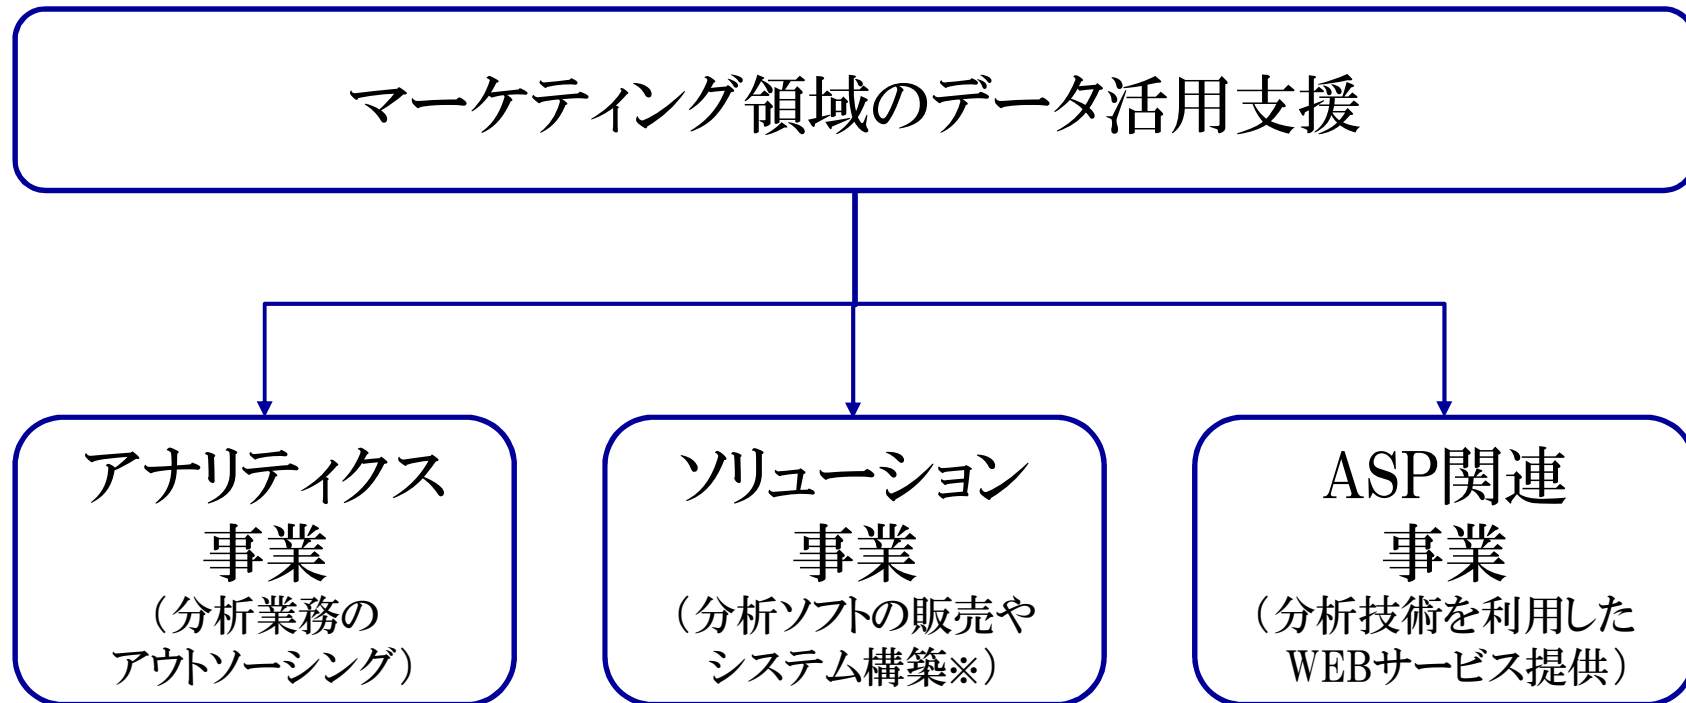 マーケティング領域のデータ活用支援
アナリティクス
事業
（分析業務の
アウトソーシング）
ソリューション
事業
（分析ソフトの販売や
システム構築※）
ASP関連
事業
（分析技術を利用した
WEBサービス提供）